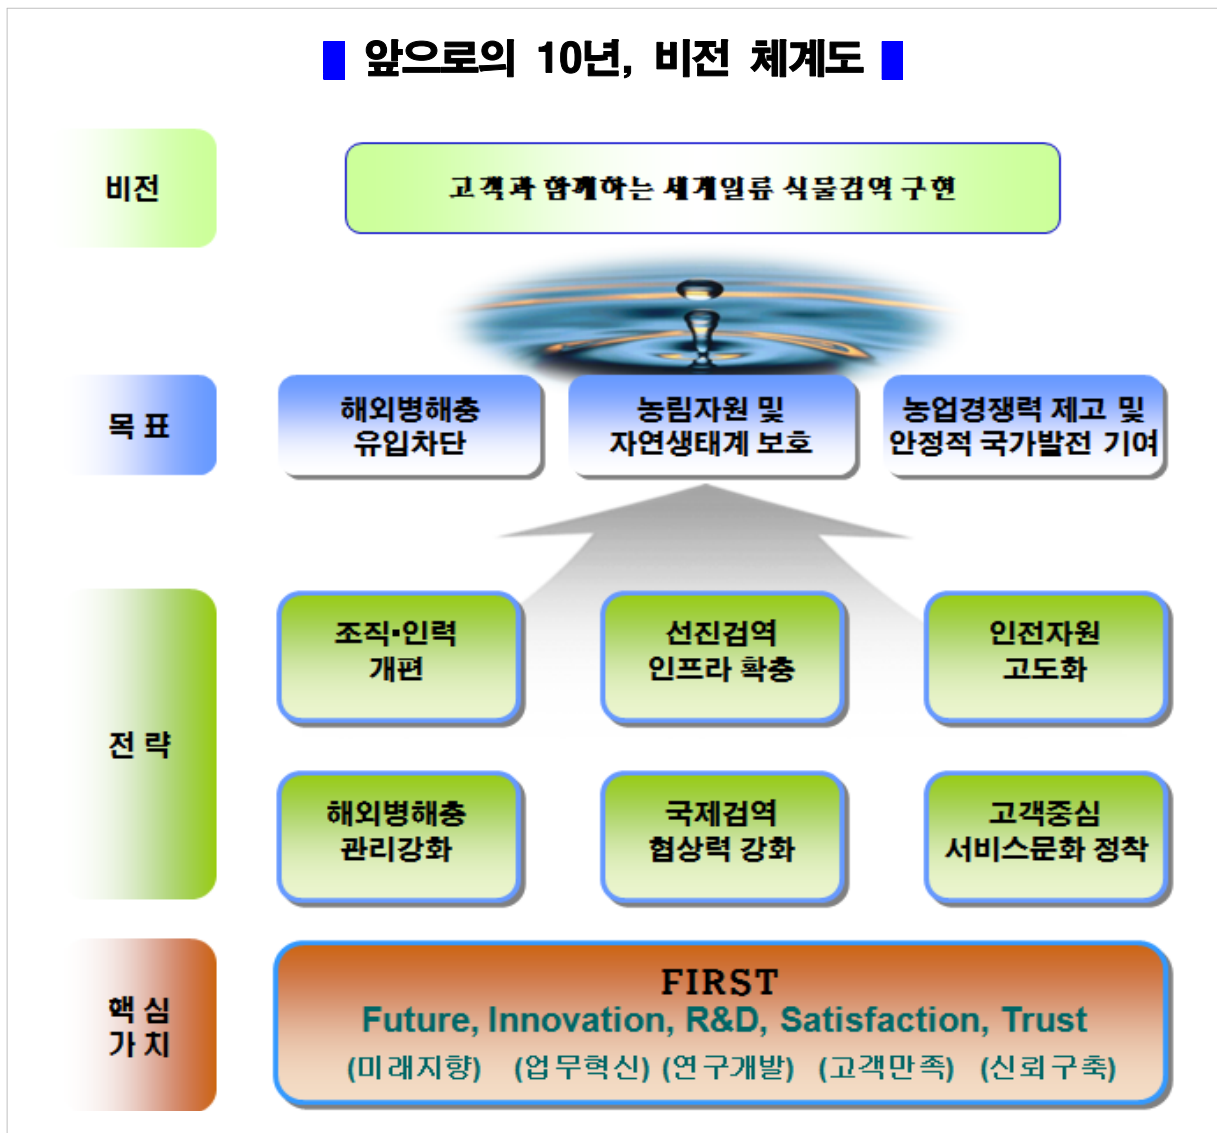 앞으로의 10년, 비전 체계도
비전
고객과 함께하는 세계일류 식물검역 구현
목 표
해외병해충
유입차단
농림자원 및
자연생태계 보호
농업경쟁력 제고 및
안정적 국가발전 기여
전 략
조직·인력
개편
선진검역
인프라 확충
인전자원
고도화
해외병해충
관리강화
국제검역
협상력 강화
고객중심
서비스문화 정착
핵 심
가 치
FIRST
Future, Innovation, R&D, Satisfaction, Trust
(미래지향) (업무혁신) (연구개발) (고객만족) (신뢰구축)